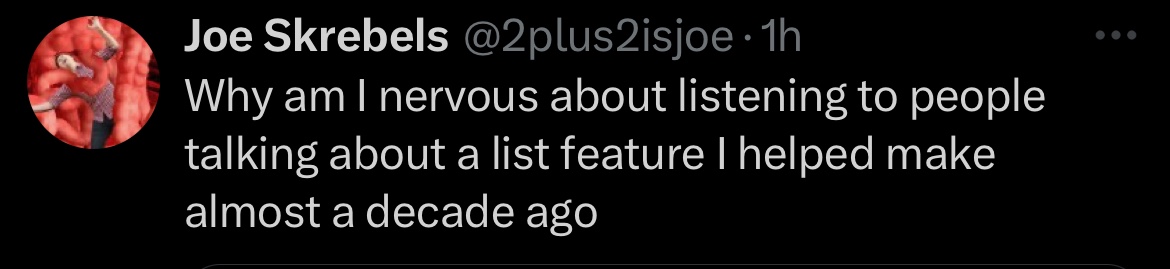 Joe Skrebels @2plus2isjoe · 1h
Why am I nervous about listening to people
talking about a list feature I helped make
almost a decade ago